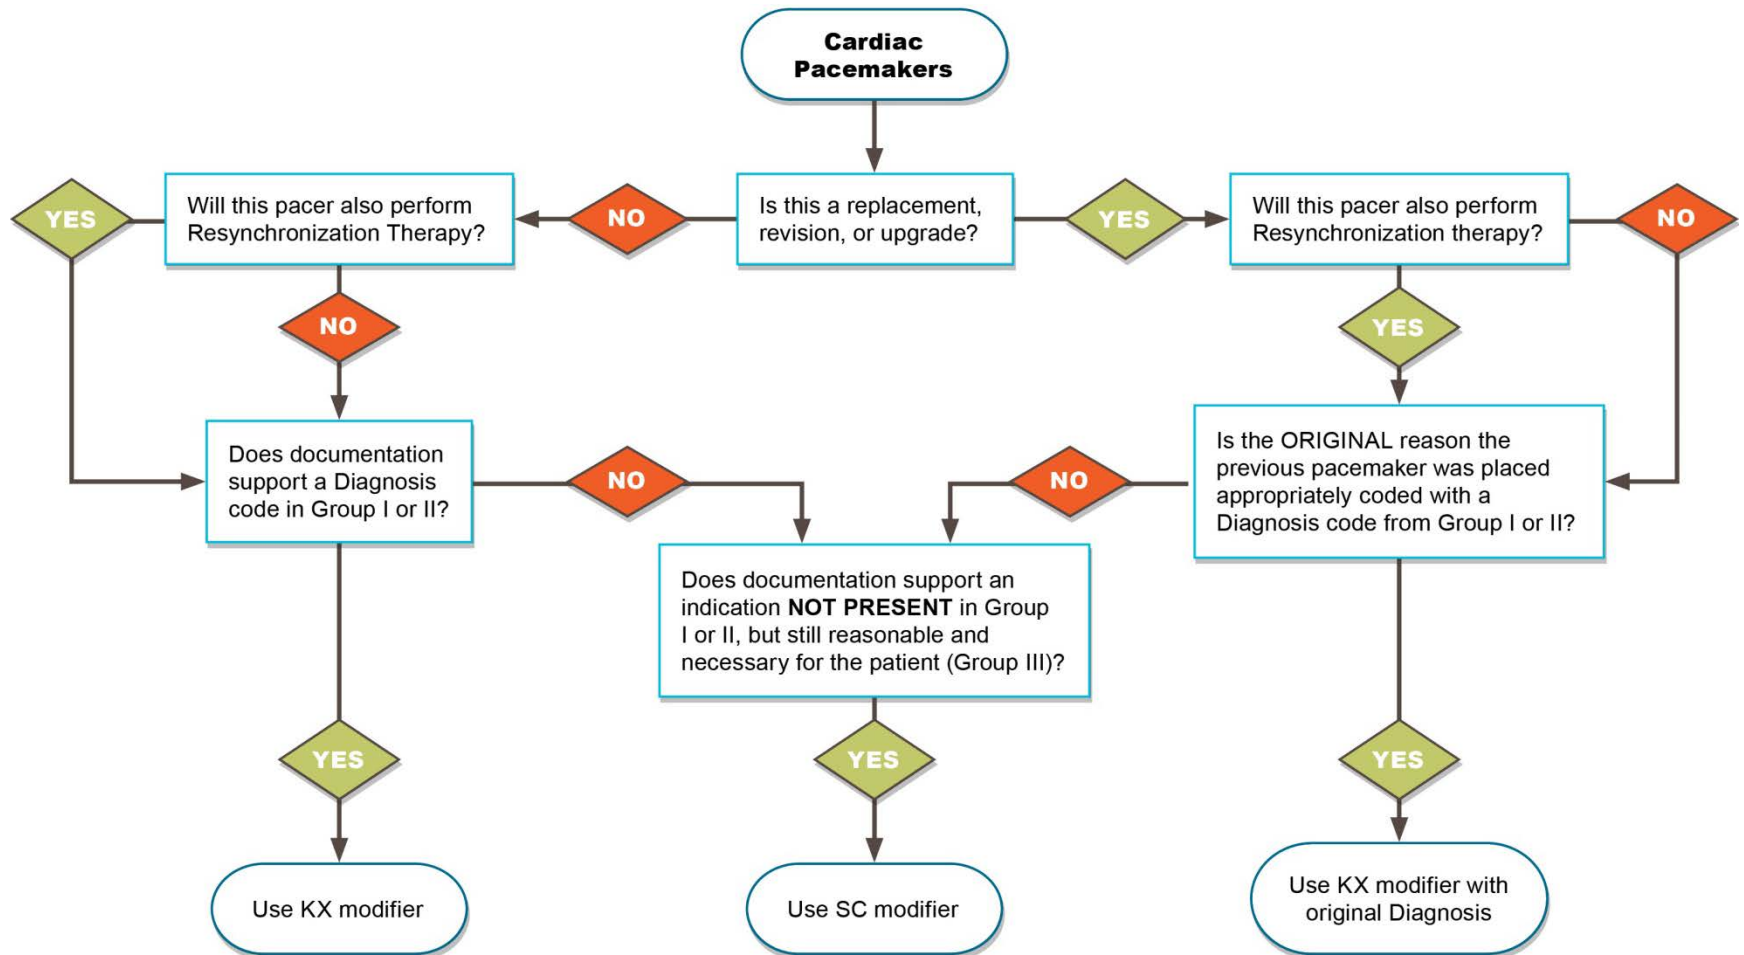 Cardiac
Pacemakers
YES
Will this pacer also perform
Resynchronization Therapy?
NO
Is this a replacement,
revision, or upgrade?
YES
Will this pacer also perform
Resynchronization therapy?
NO
NO
YES
Does documentation
support a Diagnosis
code in Group I or II?
NO
NO
Is the ORIGINAL reason the
previous pacemaker was placed
appropriately coded with a
Diagnosis code from Group I or II?
Does documentation support an
indication NOT PRESENT in Group
I or II, but still reasonable and
necessary for the patient (Group III)?
YES
YES
YES
Use KX modifier
Use SC modifier
Use KX modifier with
original Diagnosis